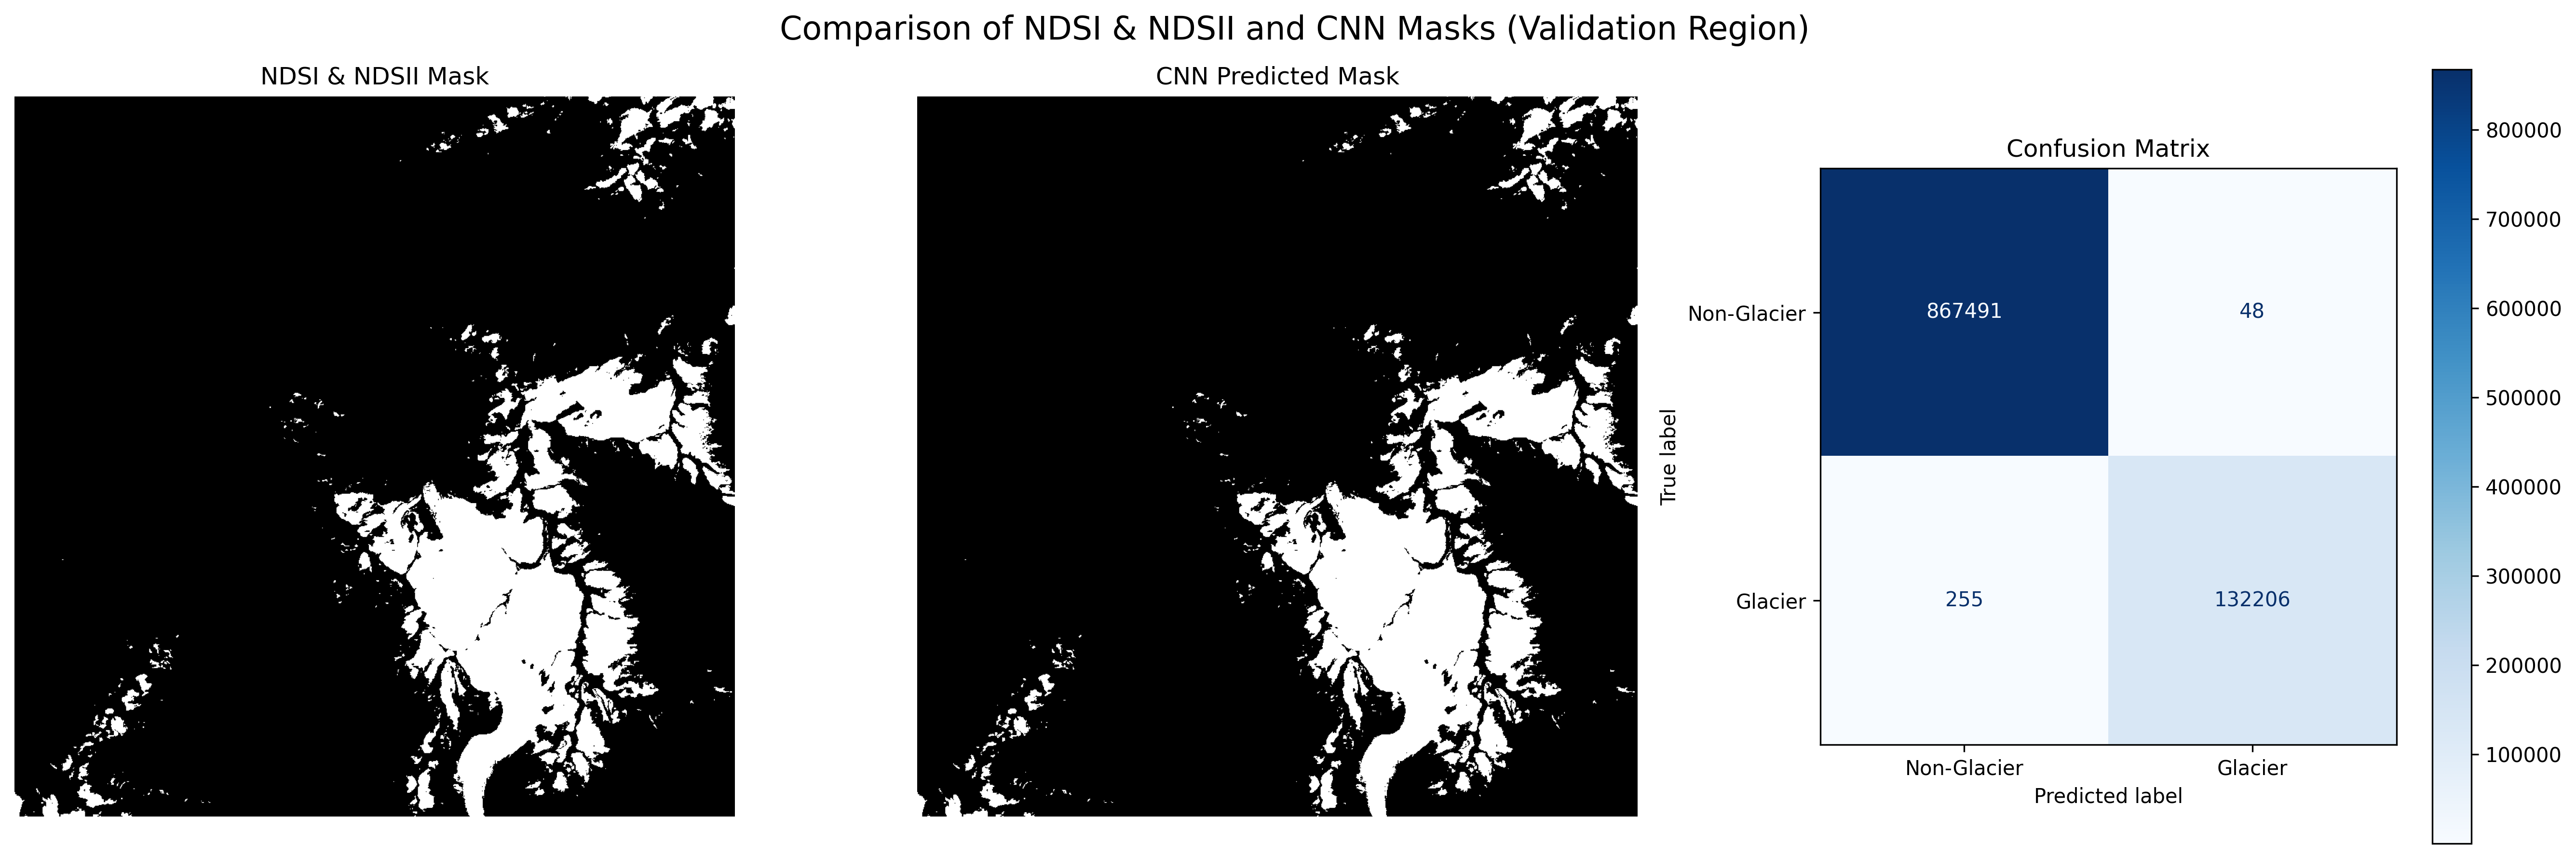 Comparison of NDSI & NDSII and CNN Masks (Validation Region)
NDSI & NDSII Mask
CNN Predicted Mask
Confusion Matrix
True label
Non-Glacier
Glacier
867491
48
255
132206
Non-Glacier
Glacier
Predicted label
800000
700000
600000
500000
400000
300000
200000
100000